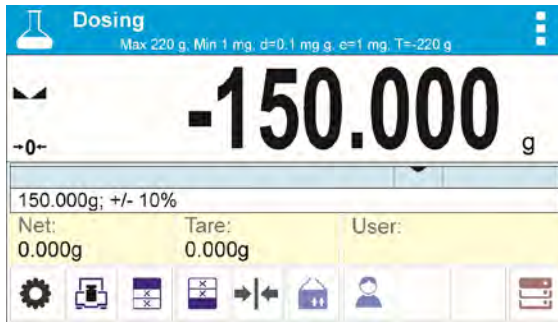 Dosing
Max 220 g, Min 1 mg, d=0.1 mg g, e=1 mg, T=-220 g
-150.000 g
→0←
150.000g; +/- 10%
Net: Tare: User:
0.000g 0.000g